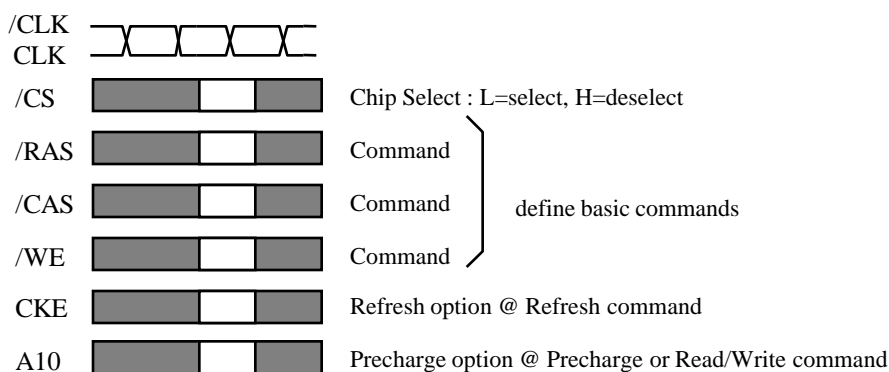 /CLK
CLK
/CS Chip Select : L=select, H=deselect
/RAS Command
/CAS Command define basic commands
/WE Command
CKE Refresh option @ Refresh command
A10 Precharge option @ Precharge or Read/Write command